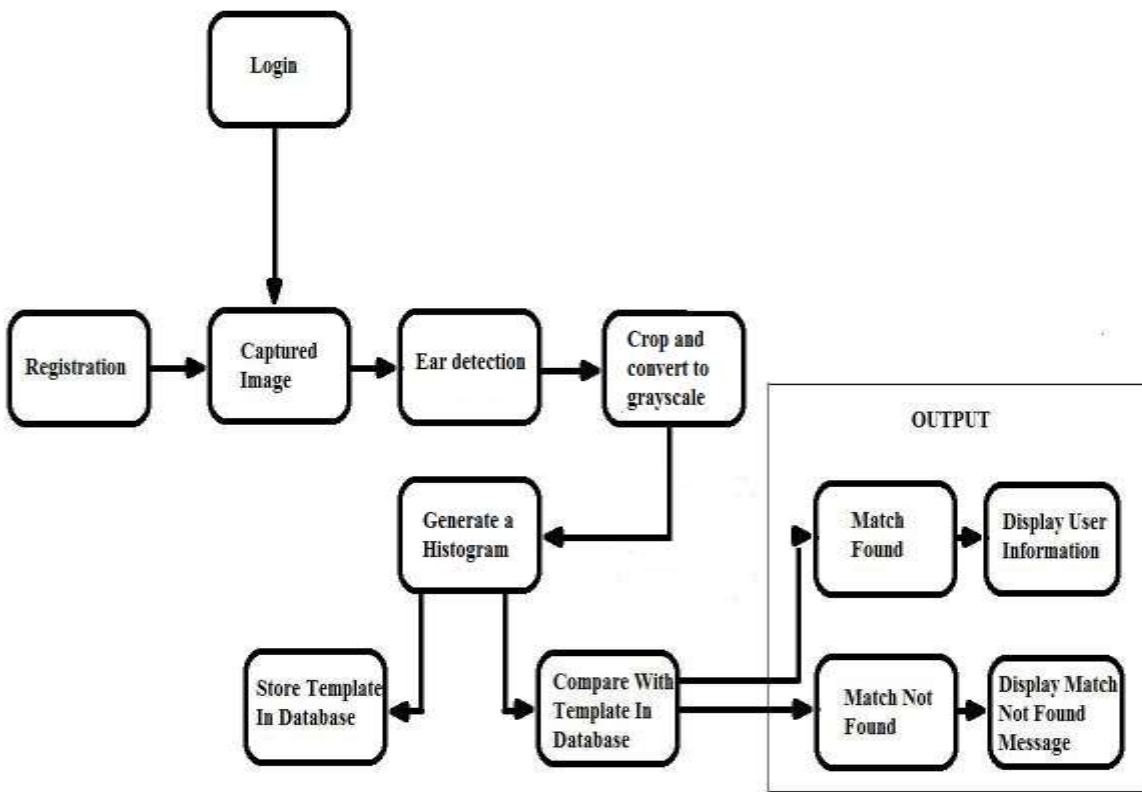 Login
Registration
Captured
Image
Ear detection
Crop and
convert to
grayscale
OUTPUT
Generate a
Histogram
Match
Found
Display User
Information
Store Template
In Database
Compare With
Template In
Database
Match Not
Found
Display Match
Not Found
Message